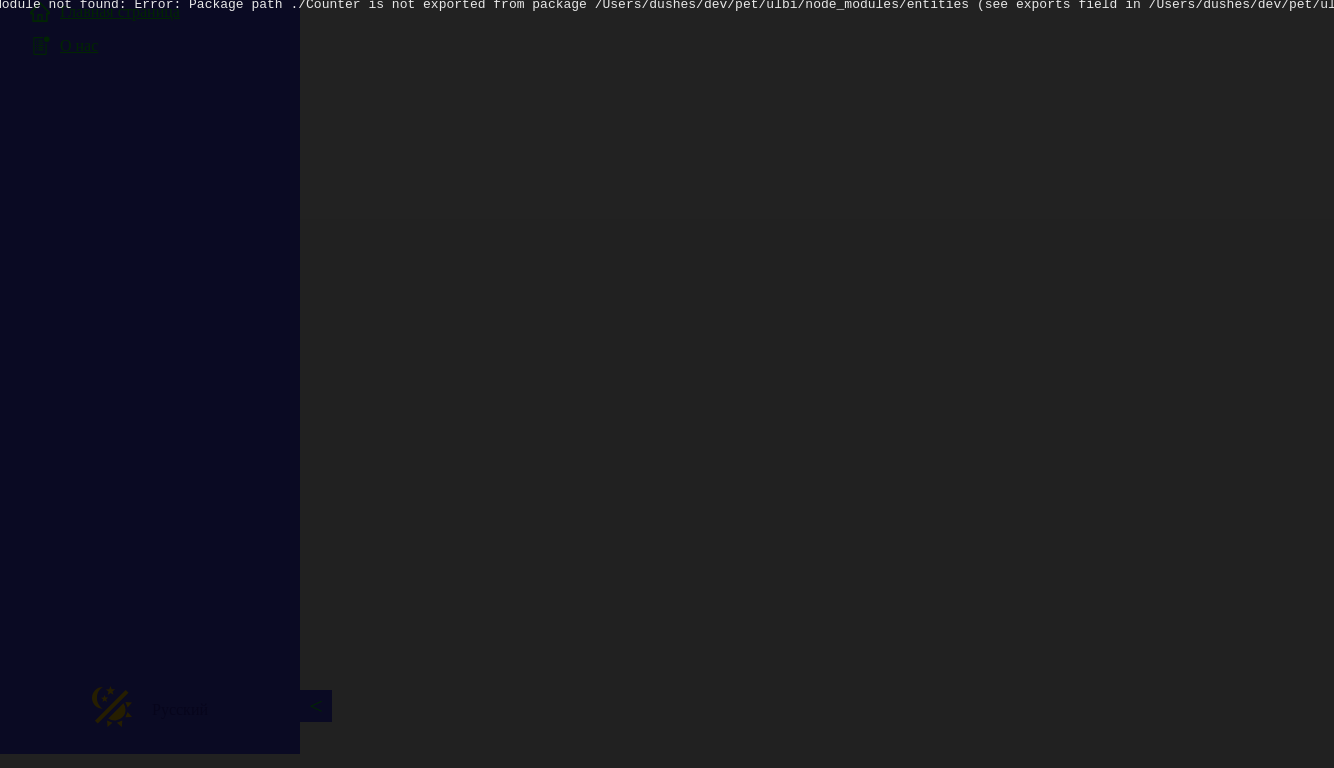 Module not found: Error: Package path ./Counter is not exported from package /Users/dushes/dev/pet/ulbi/node_modules/entities (see exports field in /Users/dushes/dev/pet/ul
Главная страница
О нас
Русский
<